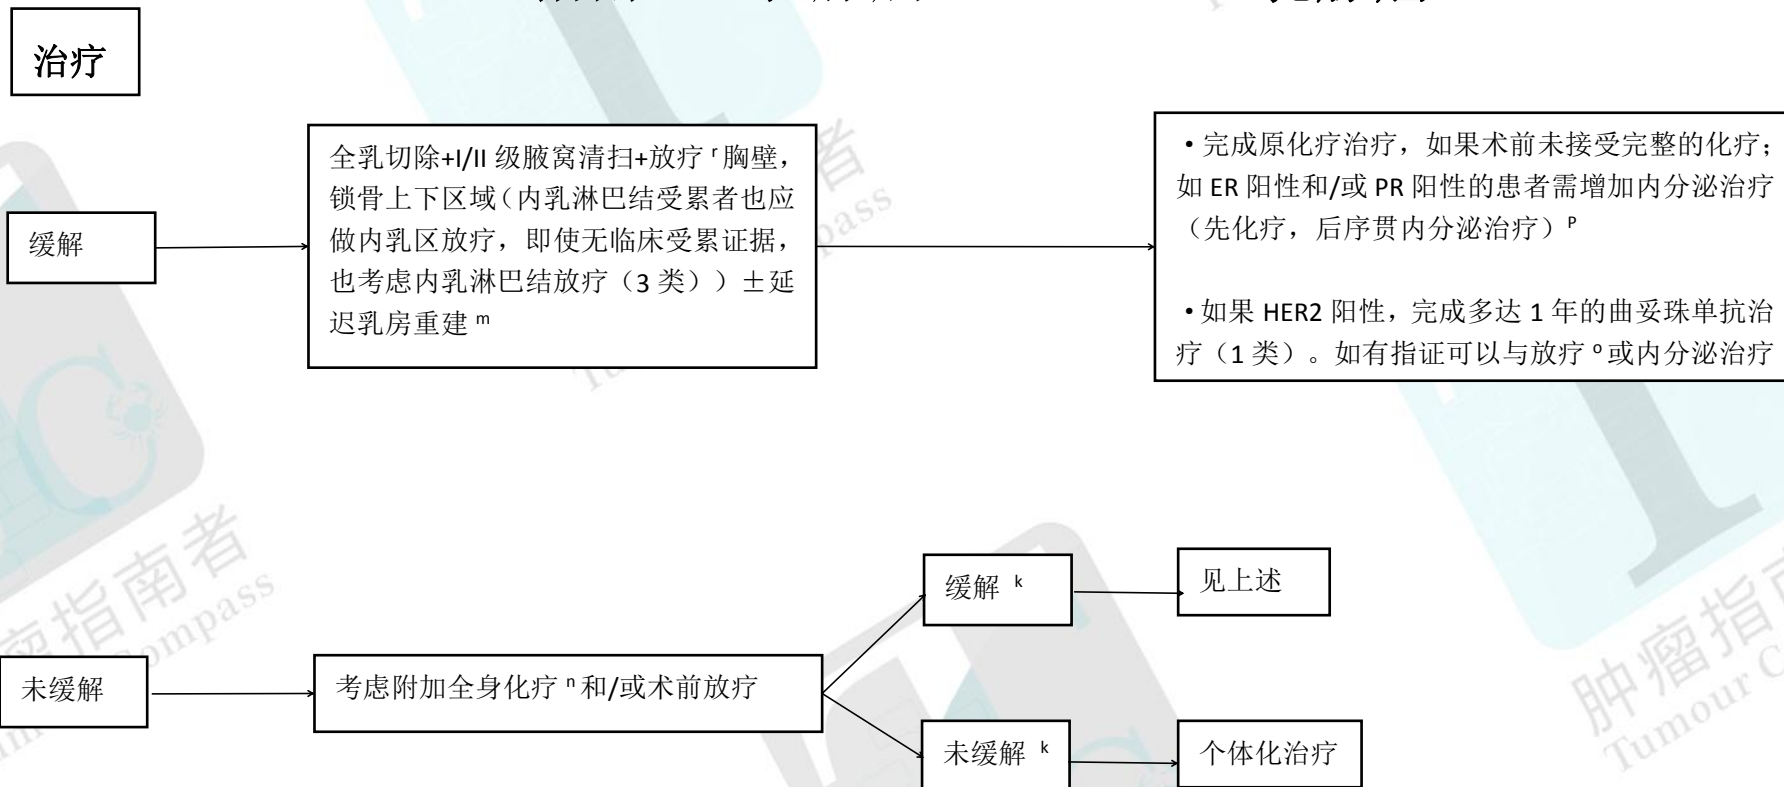 治疗
全乳切除+I/II 级腋窝清扫+放疗 r胸壁，
锁骨上下区域（内乳淋巴结受累者也应
做内乳区放疗，即使无临床受累证据，
也考虑内乳淋巴结放疗（3 类））±延
迟乳房重建 m
缓解
•完成原化疗治疗，如果术前未接受完整的化疗；
如 ER 阳性和/或 PR 阳性的患者需增加内分泌治疗
（先化疗，后序贯内分泌治疗）P
•如果 HER2 阳性，完成多达 1 年的曲妥珠单抗治
疗（1 类）。如有指证可以与放疗 o或内分泌治疗
缓解 k
见上述
未缓解
考虑附加全身化疗 n 和/或术前放疗
未缓解 k
个体化治疗
肿瘤指南者
Tumour Compass